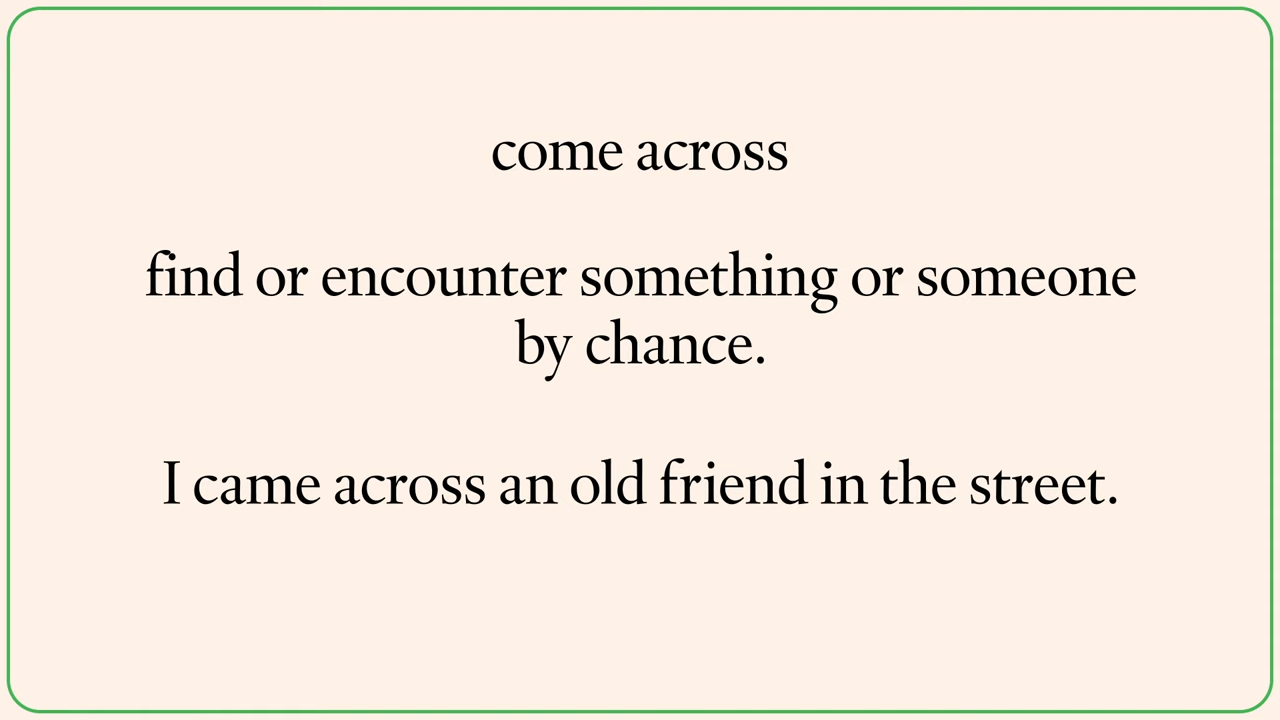 come across
find or encounter something or someone
by chance.
I came across an old friend in the street.